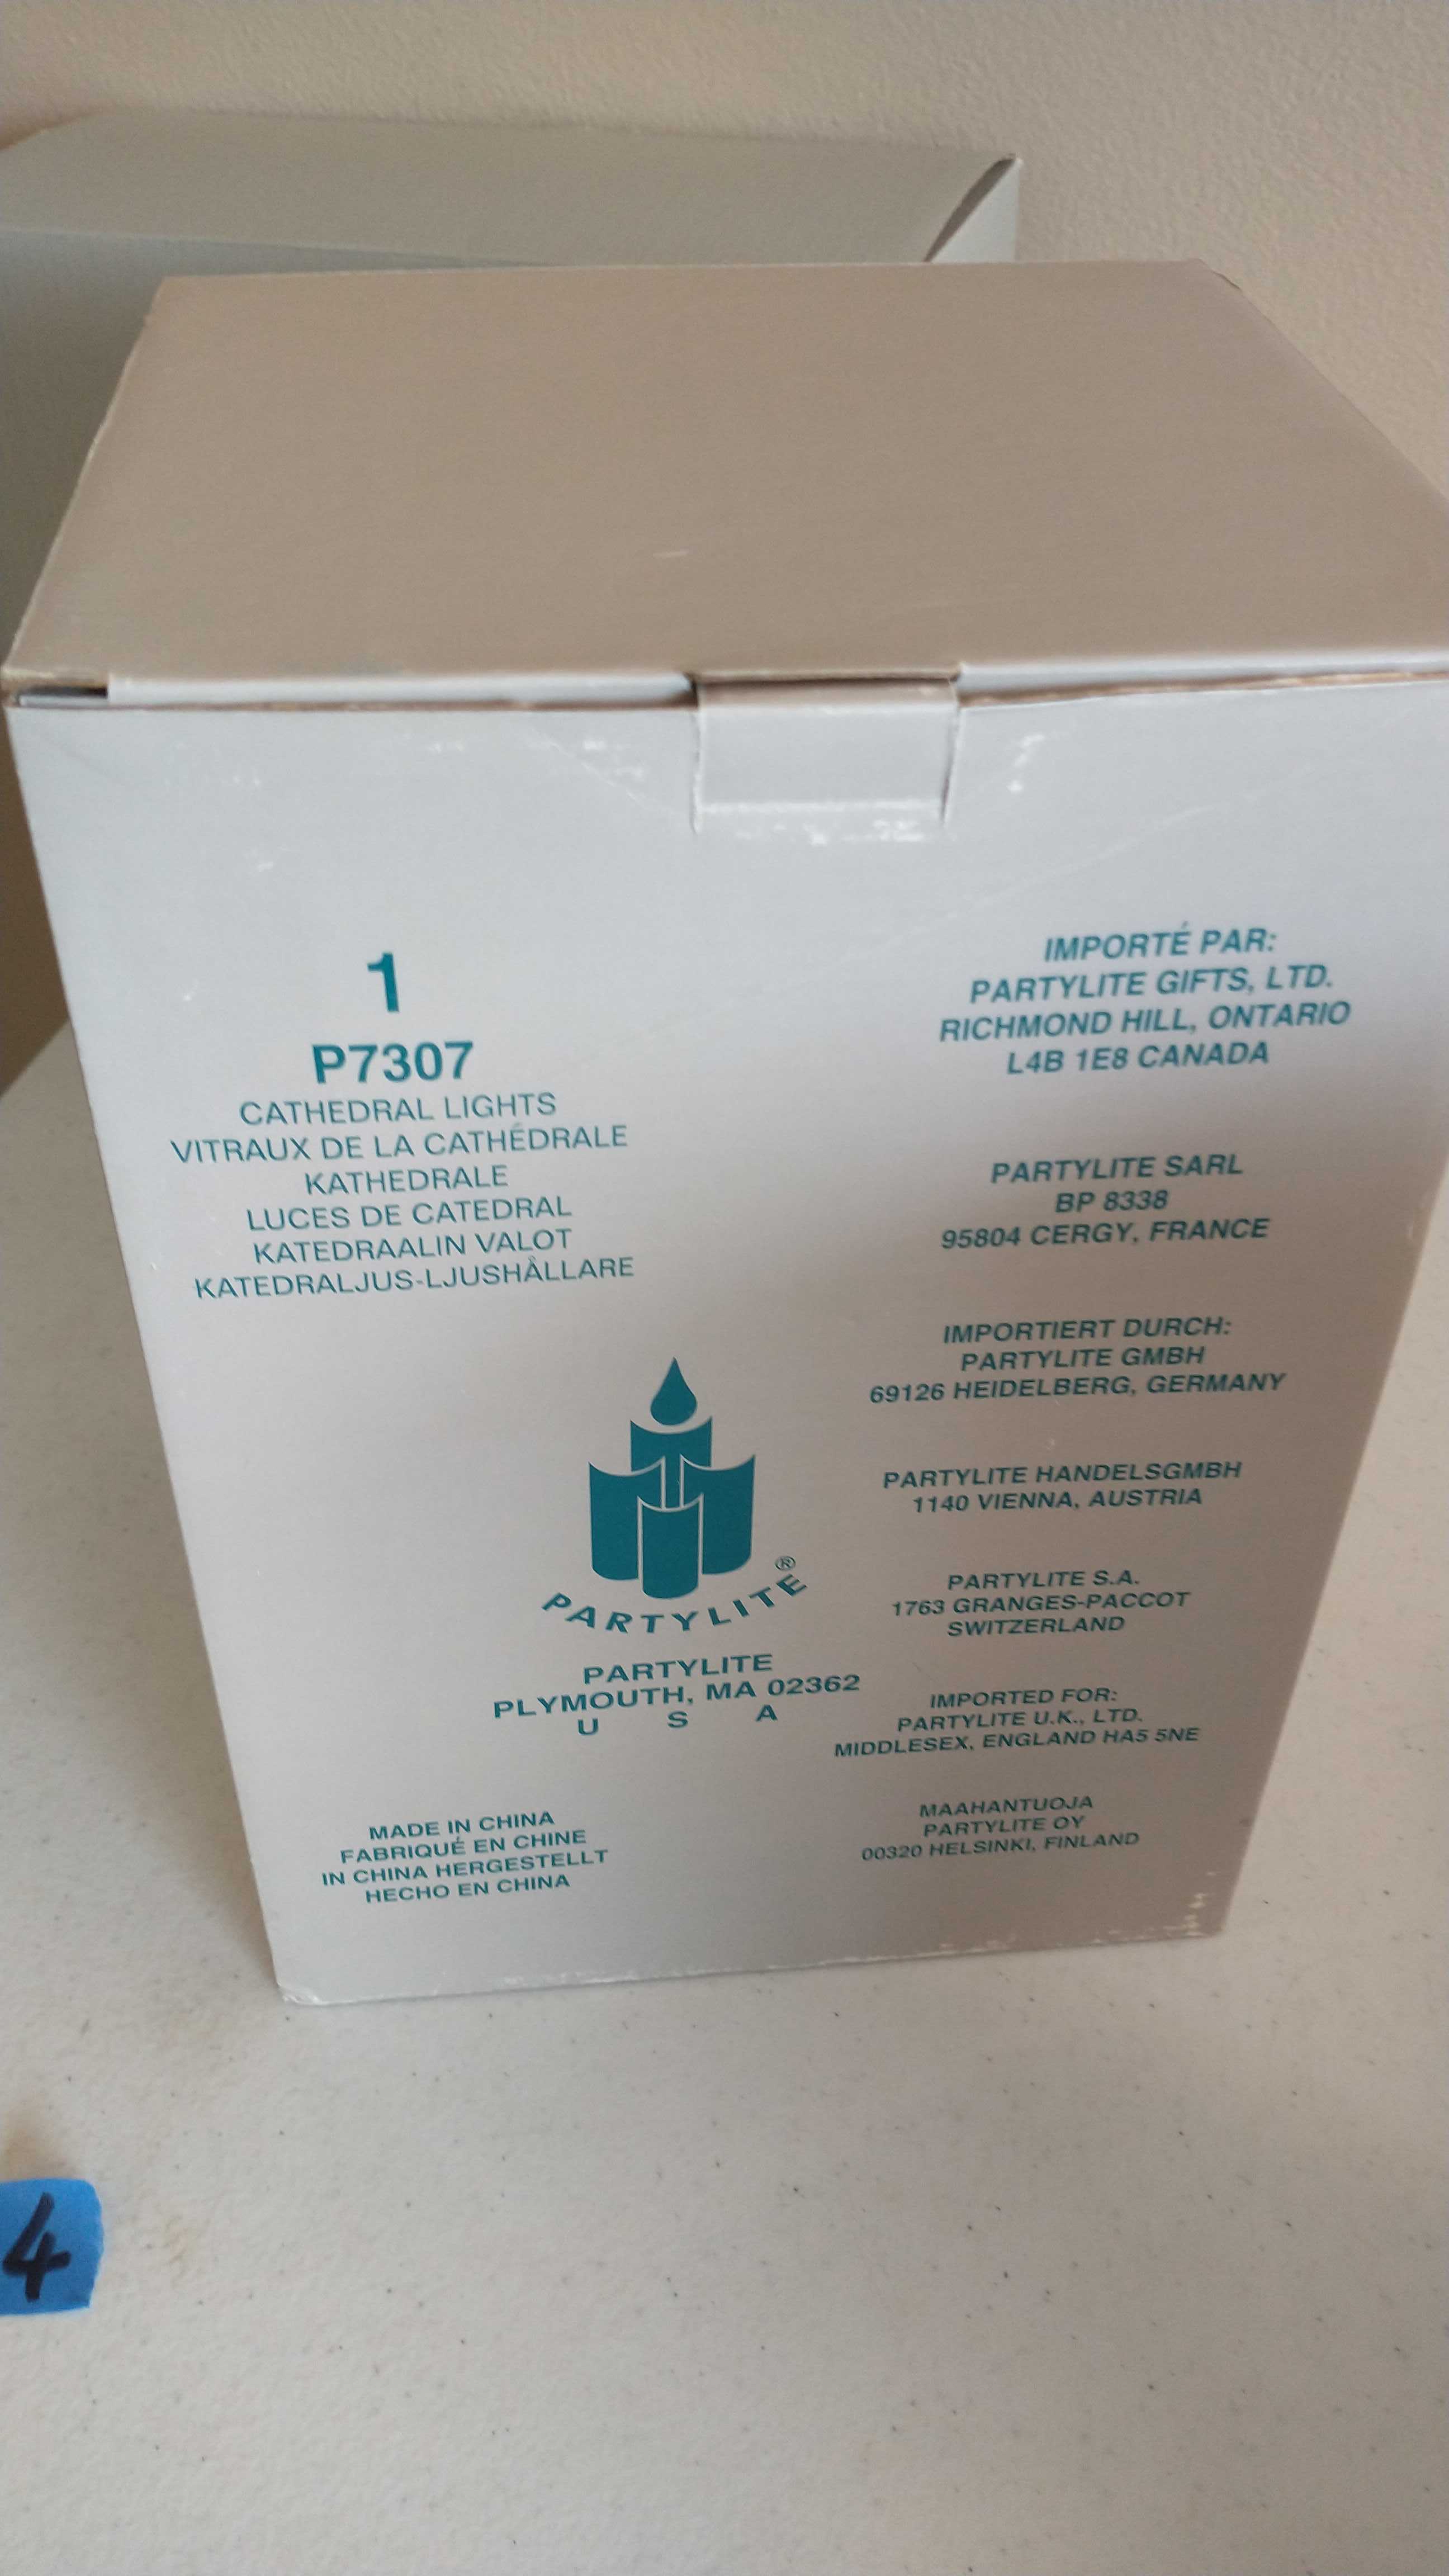 1
P7307
CATHEDRAL LIGHTS
VITRAUX DE LA CATHÉDRALE
KATHEDRALE
LUCES DE CATEDRAL
KATEDRAALIN VALOT
KATEDRALJUS-LJUSHÅLLARE
PARTYLITE®
PARTYLITE
PLYMOUTH, MA 02362
U S A
MADE IN CHINA
FABRIQUÉ EN CHINE
IN CHINA HERGESTELLT
HECHO EN CHINA
IMPORTÉ PAR:
PARTYLITE GIFTS, LTD.
RICHMOND HILL, ONTARIO
L4B 1E8 CANADA
PARTYLITE SARL
BP 8338
95804 CERGY, FRANCE
IMPORTIERT DURCH:
PARTYLITE GMBH
69126 HEIDELBERG, GERMANY
PARTYLITE HANDELSGMBH
1140 VIENNA, AUSTRIA
PARTYLITE S.A.
1763 GRANGES-PACCOT
SWITZERLAND
IMPORTED FOR:
PARTYLITE U.K., LTD.
MIDDLESEX, ENGLAND HA5 5NE
MAAHANTUOJA
PARTYLITE OY
00320 HELSINKI, FINLAND
4